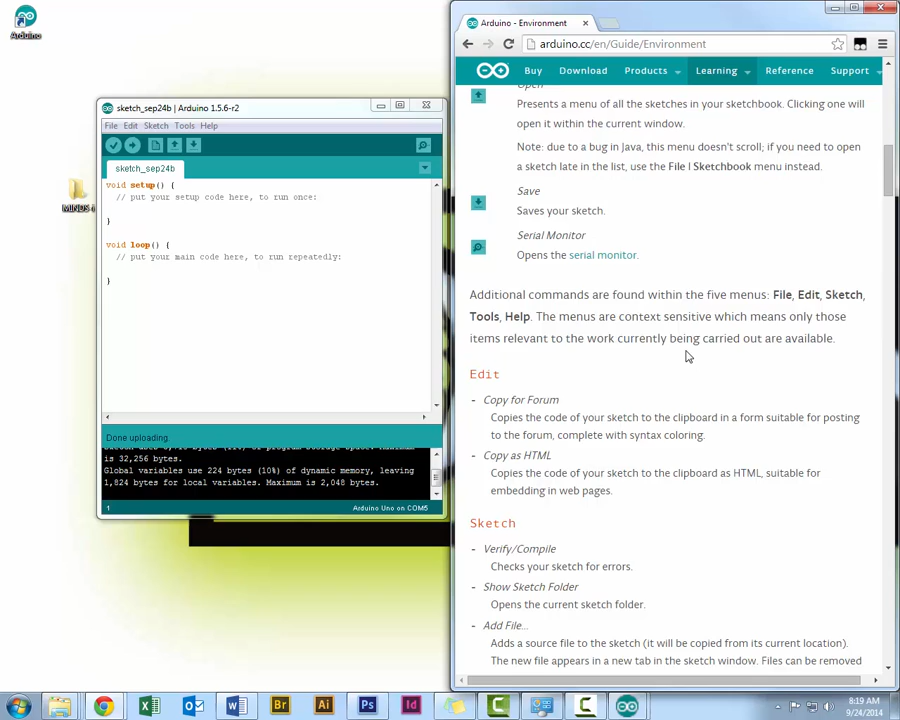 Arduino
MINDS i
sketch_sep24b | Arduino 1.5.6-r2
File Edit Sketch Tools Help
sketch_sep24b
void setup() {
// put your setup code here, to run once:
}
void loop() {
// put your main code here, to run repeatedly:
}
Done uploading.
is 32,256 bytes.
Global variables use 224 bytes (10%) of dynamic memory, leaving
1,824 bytes for local variables. Maximum is 2,048 bytes.
1 Arduino Uno on COM5
Arduino - Environment
arduino.cc/en/Guide/Environment
Buy Download Products Learning Reference Support
Open
Presents a menu of all the sketches in your sketchbook. Clicking one will
open it within the current window.
Note: due to a bug in Java, this menu doesn't scroll; if you need to
open a sketch late in the list, use the File | Sketchbook menu instead.
Save
Saves your sketch.
Serial Monitor
Opens the serial monitor.
Additional commands are found within the five menus: File, Edit, Sketch,
Tools, Help. The menus are context sensitive which means only those
items relevant to the work currently being carried out are available.
Edit
- Copy for Forum
Copies the code of your sketch to the clipboard in a form suitable for posting
to the forum, complete with syntax coloring.
- Copy as HTML
Copies the code of your sketch to the clipboard as HTML, suitable for
embedding in web pages.
Sketch
- Verify/Compile
Checks your sketch for errors.
- Show Sketch Folder
Opens the current sketch folder.
- Add File...
Adds a source file to the sketch (it will be copied from its current location).
The new file appears in a new tab in the sketch window. Files can be removed
Br Ai Ps Id
8:19 AM
9/24/2014